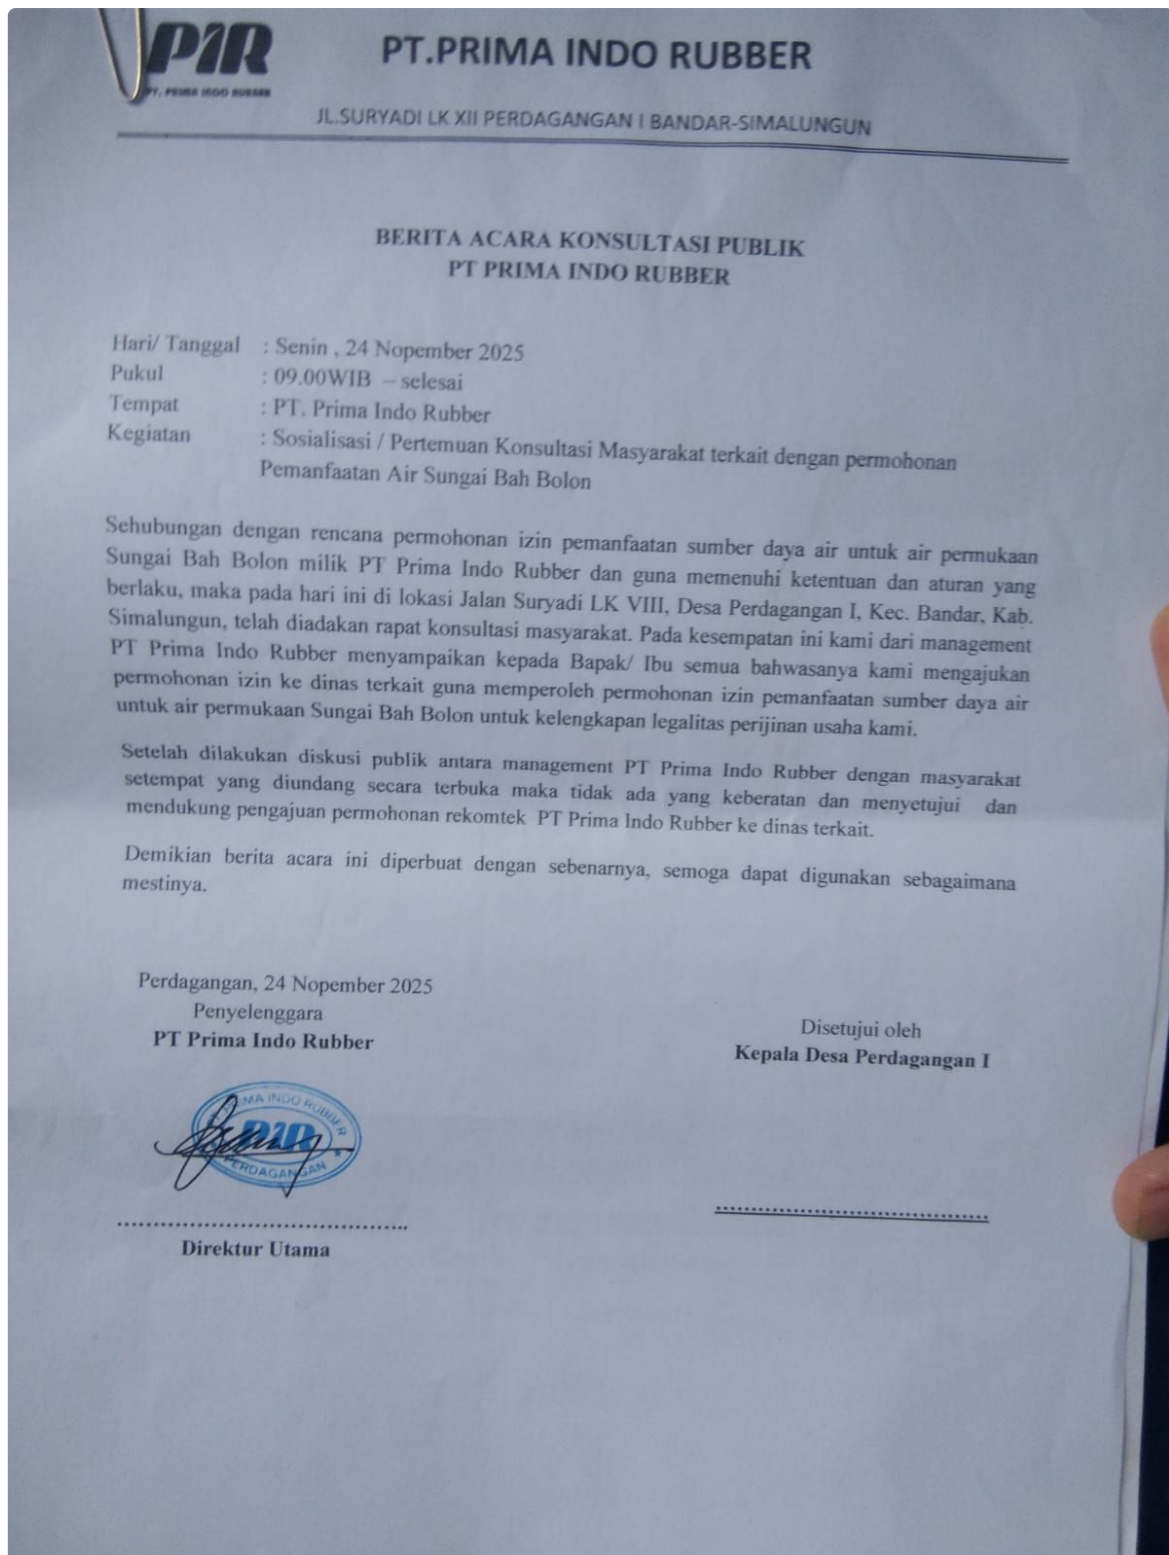 PIR
PT. PRIMA INDO RUBBER
PT.PRIMA INDO RUBBER
JL.SURYADI LK XII PERDAGANGAN I BANDAR-SIMALUNGUN
BERITA ACARA KONSULTASI PUBLIK
PT PRIMA INDO RUBBER
Hari/ Tanggal : Senin , 24 Nopember 2025
Pukul : 09.00WIB – selesai
Tempat : PT. Prima Indo Rubber
Kegiatan : Sosialisasi / Pertemuan Konsultasi Masyarakat terkait dengan permohonan
Pemanfaatan Air Sungai Bah Bolon
Sehubungan dengan rencana permohonan izin pemanfaatan sumber daya air untuk air permukaan
Sungai Bah Bolon milik PT Prima Indo Rubber dan guna memenuhi ketentuan dan aturan yang
berlaku, maka pada hari ini di lokasi Jalan Suryadi LK VIII, Desa Perdagangan I, Kec. Bandar, Kab.
Simalungun, telah diadakan rapat konsultasi masyarakat. Pada kesempatan ini kami dari management
PT Prima Indo Rubber menyampaikan kepada Bapak/ Ibu semua bahwasanya kami mengajukan
permohonan izin ke dinas terkait guna memperoleh permohonan izin pemanfaatan sumber daya air
untuk air permukaan Sungai Bah Bolon untuk kelengkapan legalitas perijinan usaha kami.
Setelah dilakukan diskusi publik antara management PT Prima Indo Rubber dengan masyarakat
setempat yang diundang secara terbuka maka tidak ada yang keberatan dan menyetujui dan
mendukung pengajuan permohonan rekomtek PT Prima Indo Rubber ke dinas terkait.
Demikian berita acara ini diperbuat dengan sebenarnya, semoga dapat digunakan sebagaimana
mestinya.
Perdagangan, 24 Nopember 2025
Penyelenggara
PT Prima Indo Rubber
Disetujui oleh
Kepala Desa Perdagangan I
PRIMA INDO RUBBER
PIR
PERDAGANGAN
Direktur Utama